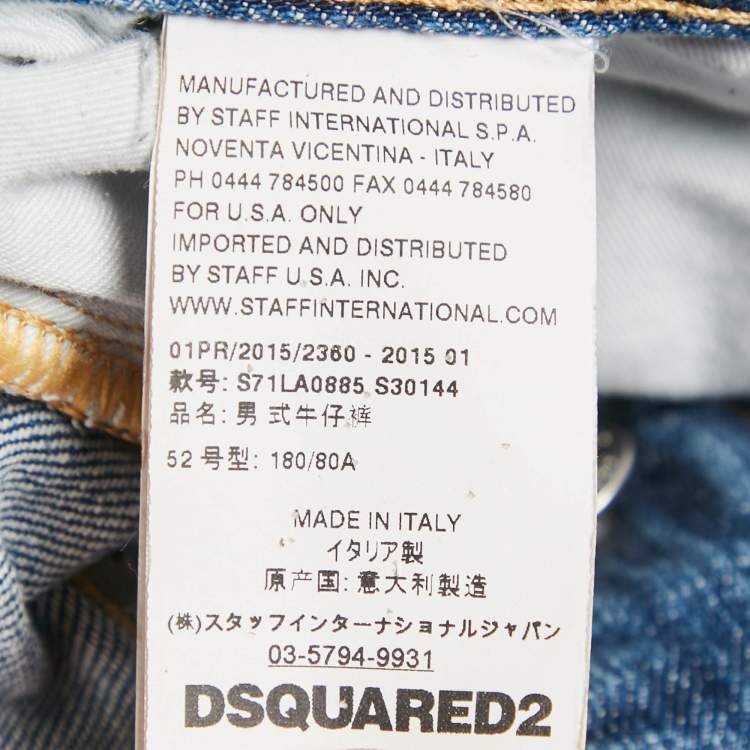 MANUFACTURED AND DISTRIBUTED
BY STAFF INTERNATIONAL S.P.A.
NOVENTA VICENTINA - ITALY
PH 0444 784500 FAX 0444 784580
FOR U.S.A. ONLY
IMPORTED AND DISTRIBUTED
BY STAFF U.S.A. INC.
WWW.STAFFINTERNATIONAL.COM
01PR/2015/2360 - 2015 01
款号: S71LA0885 S30144
品名: 男 式牛仔裤
52 号型: 180/80A
MADE IN ITALY
イタリア製
原产国: 意大利製造
(株)スタッフインターナショナルジャパン
03-5794-9931
DSQUARED2